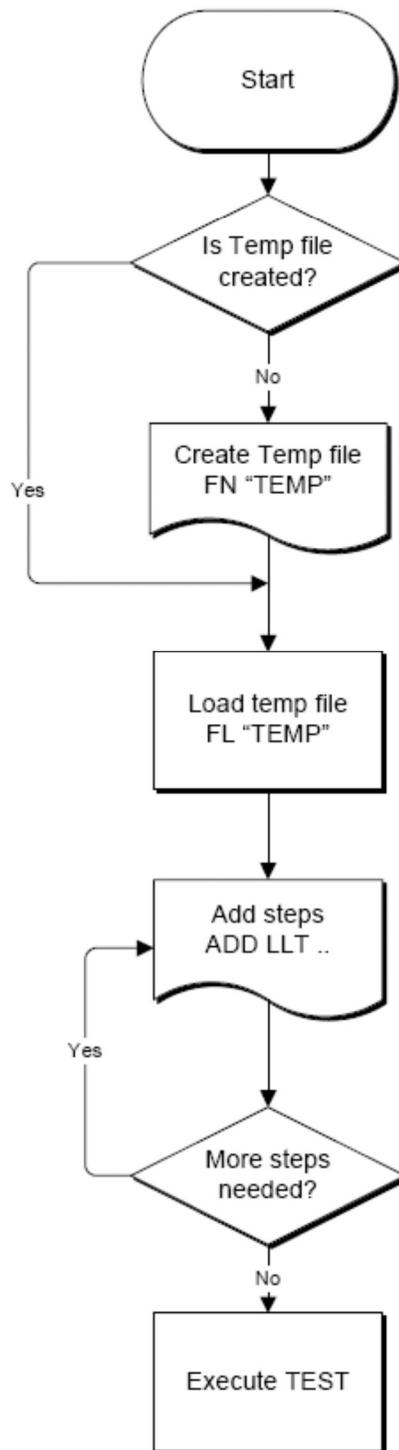 Start
Is Temp file
created?
No
Create Temp file
FN “TEMP”
Yes
Load temp file
FL “TEMP”
Add steps
ADD LLT ..
Yes
More steps
needed?
No
Execute TEST